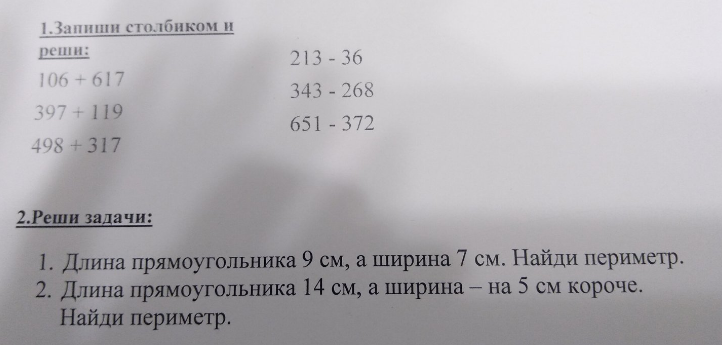 1.Запиши столбиком и
реши:
106 + 617
397 + 119
498 + 317
213 - 36
343 - 268
651 - 372
2.Реши задачи:
1. Длина прямоугольника 9 см, а ширина 7 см. Найди периметр.
2. Длина прямоугольника 14 см, а ширина – на 5 см короче.
Найди периметр.